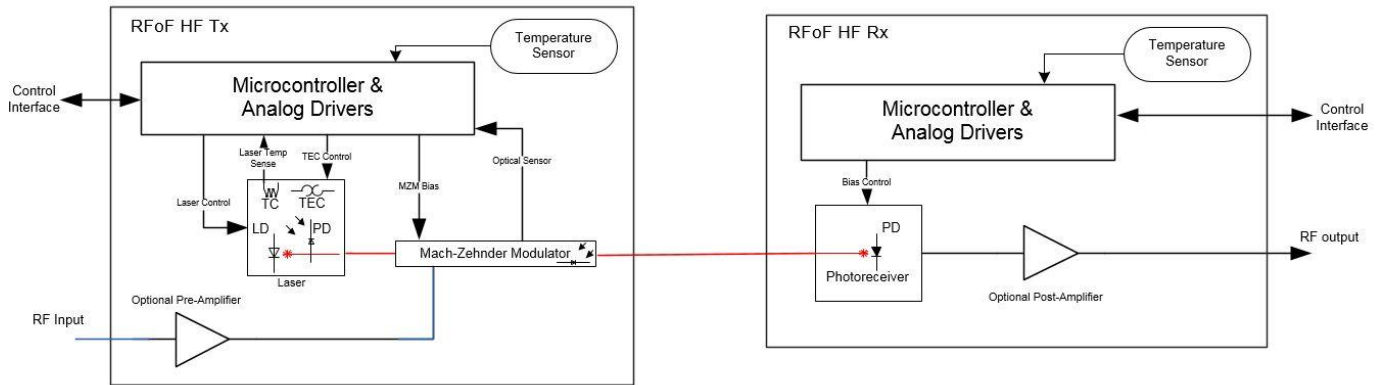 RFoF HF Tx
Temperature
Sensor
Microcontroller &
Analog Drivers
Control
Interface
Laser Temp
Sense
TEC Control
Laser Control
MZM Bias
Optical Sensor
TC
TEC
LD
PD
Laser
Mach-Zehnder Modulator
Optional Pre-Amplifier
RF Input
RFoF HF Rx
Temperature
Sensor
Microcontroller &
Analog Drivers
Control
Interface
Bias Control
PD
Photoreceiver
Optional Post-Amplifier
RF output